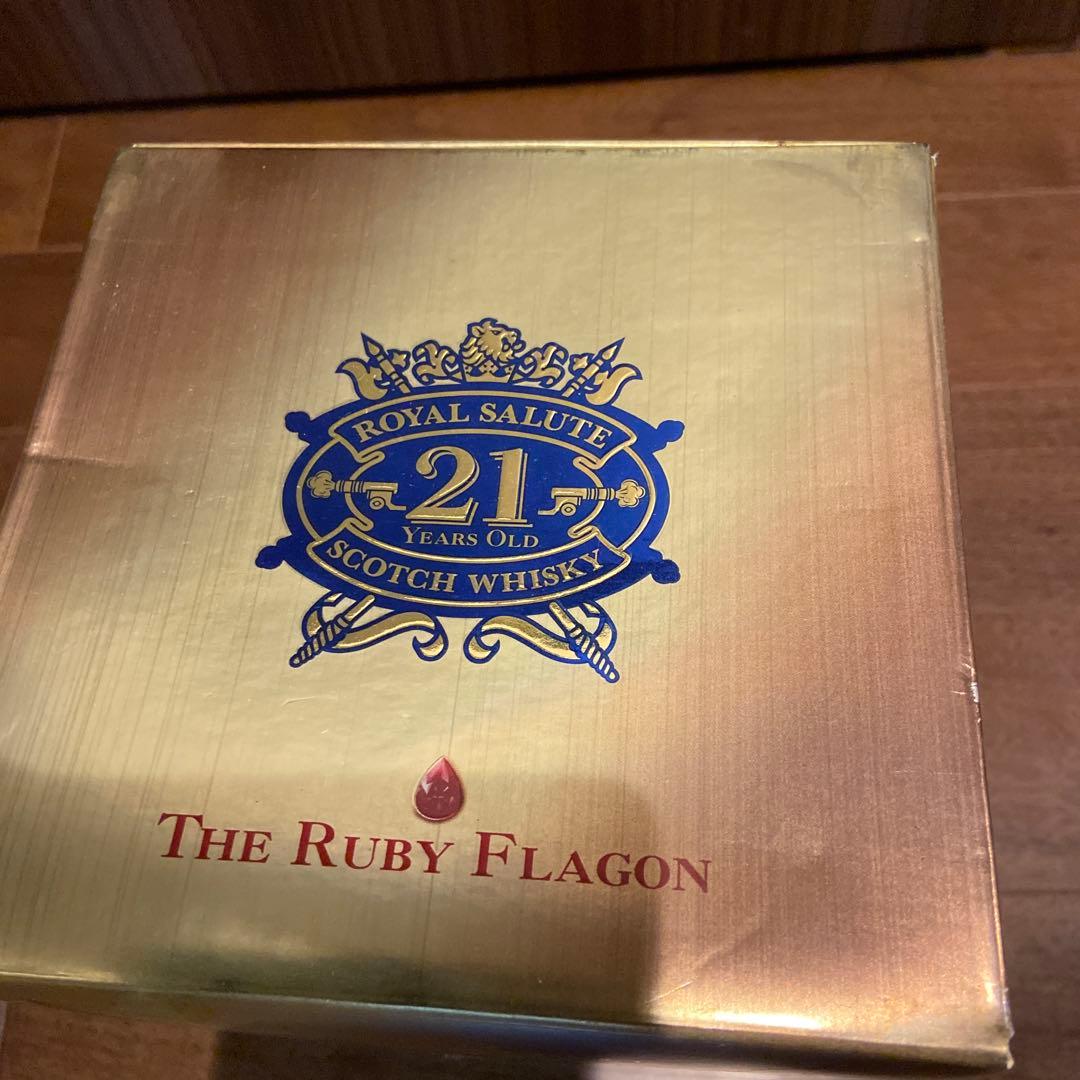 ROYAL SALUTE
21
YEARS OLD
SCOTCH WHISKY
THE RUBY FLAGON